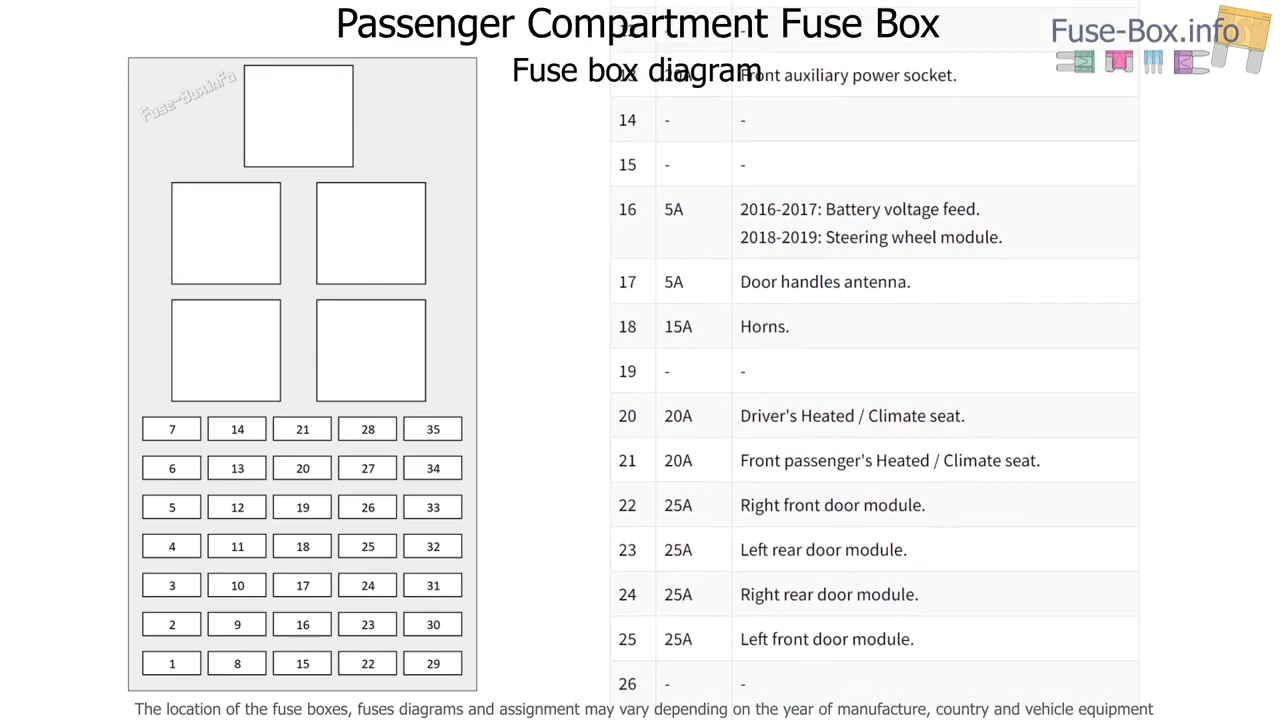 Passenger Compartment Fuse Box
Fuse box diagram
Fuse-Box.info
Fuse-Box.info
7 14 21 28 35
6 13 20 27 34
5 12 19 26 33
4 11 18 25 32
3 10 17 24 31
2 9 16 23 30
1 8 15 22 29
Front auxiliary power socket.
14 - -
15 - -
16 5A 2016-2017: Battery voltage feed.
2018-2019: Steering wheel module.
17 5A Door handles antenna.
18 15A Horns.
19 - -
20 20A Driver's Heated / Climate seat.
21 20A Front passenger's Heated / Climate seat.
22 25A Right front door module.
23 25A Left rear door module.
24 25A Right rear door module.
25 25A Left front door module.
26 - -
The location of the fuse boxes, fuses diagrams and assignment may vary depending on the year of manufacture, country and vehicle equipment